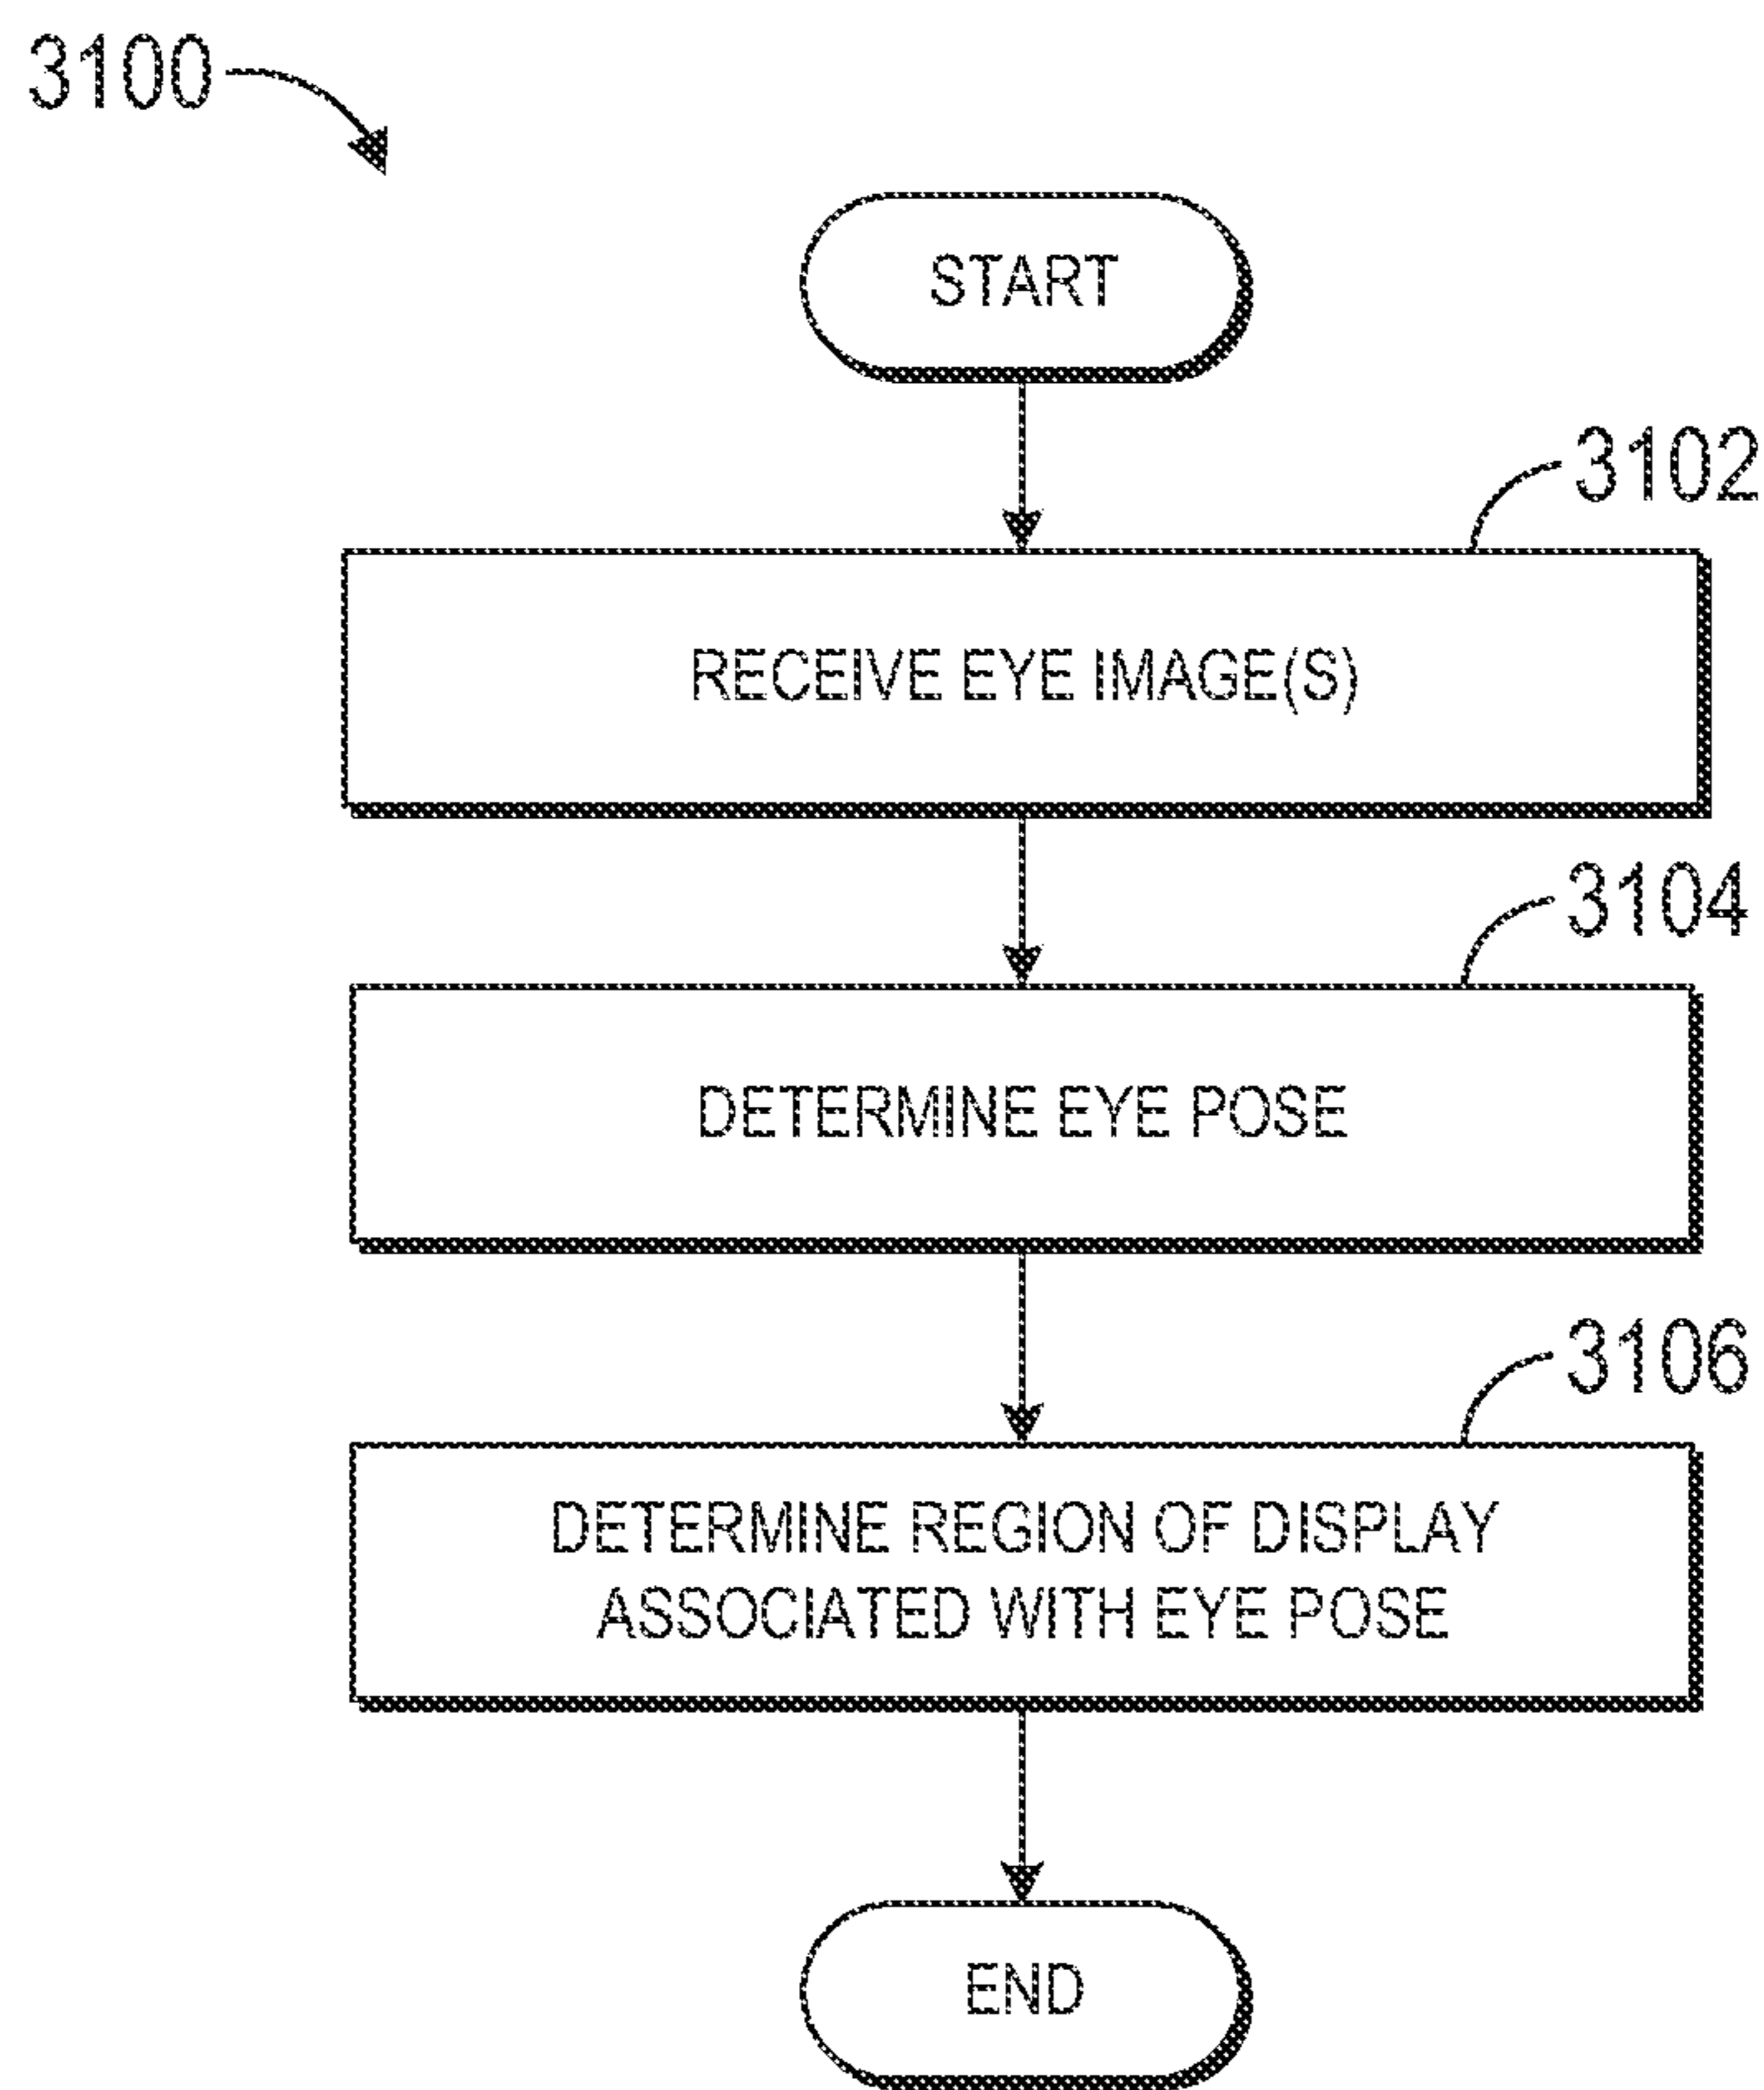 3100
START
3102
RECEIVE EYE IMAGE(S)
3104
DETERMINE EYE POSE
3106
DETERMINE REGION OF DISPLAY
ASSOCIATED WITH EYE POSE
END